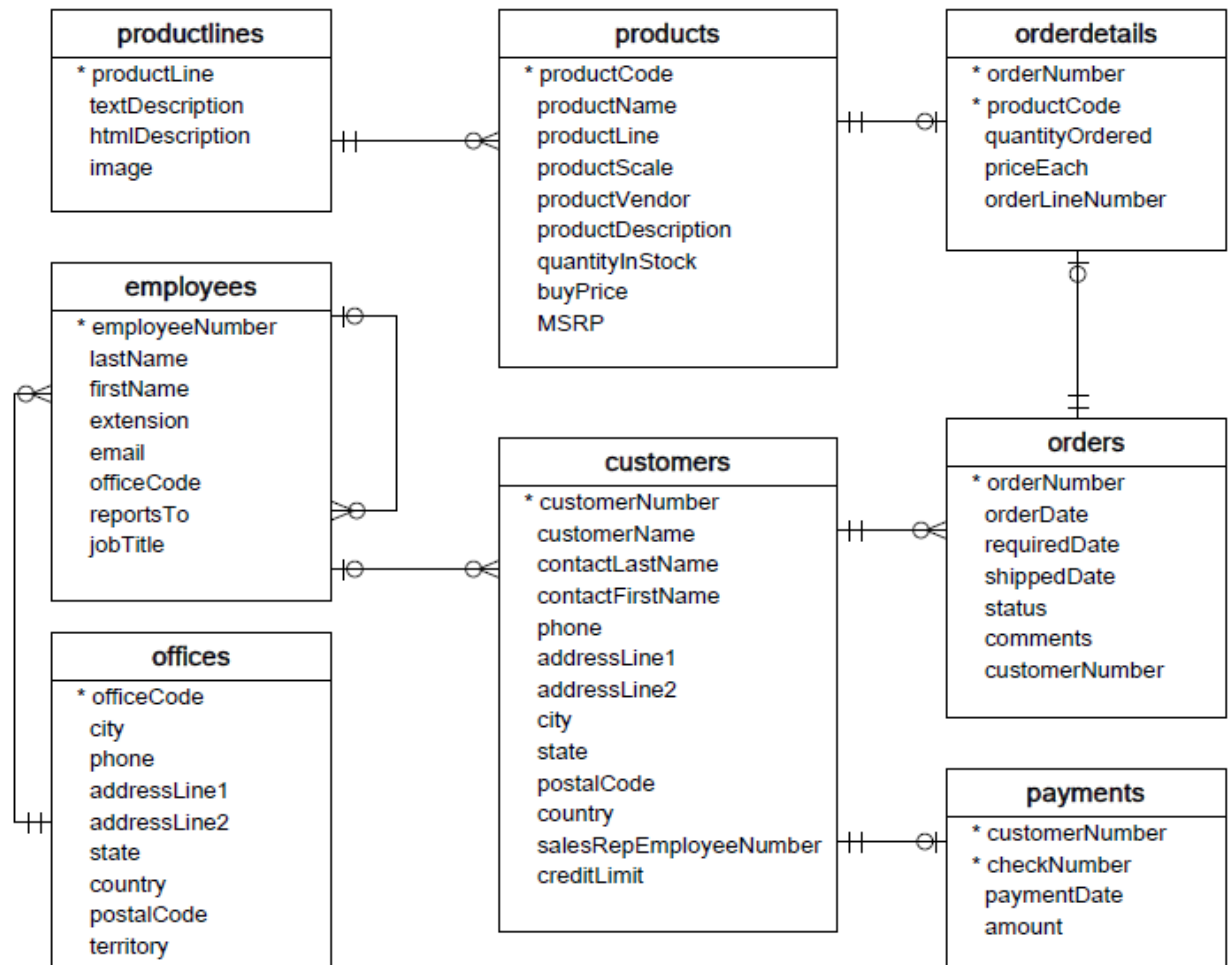 productlines
* productLine
textDescription
htmlDescription
image
products
* productCode
productName
productLine
productScale
productVendor
productDescription
quantityInStock
buyPrice
MSRP
orderdetails
* orderNumber
* productCode
quantityOrdered
priceEach
orderLineNumber
employees
* employeeNumber
lastName
firstName
extension
email
officeCode
reportsTo
jobTitle
customers
* customerNumber
customerName
contactLastName
contactFirstName
phone
addressLine1
addressLine2
city
state
postalCode
country
salesRepEmployeeNumber
creditLimit
orders
* orderNumber
orderDate
requiredDate
shippedDate
status
comments
customerNumber
offices
* officeCode
city
phone
addressLine1
addressLine2
state
country
postalCode
territory
payments
* customerNumber
* checkNumber
paymentDate
amount